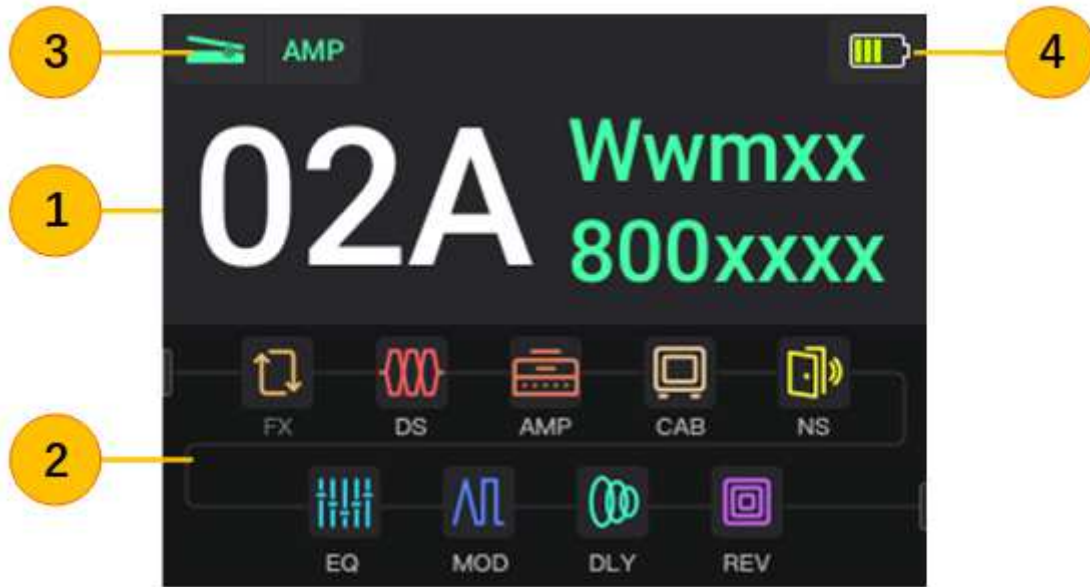 3
AMP
4
1
02A
Wwmxx
800xxxx
FX
DS
AMP
CAB
NS
2
EQ
MOD
DLY
REV